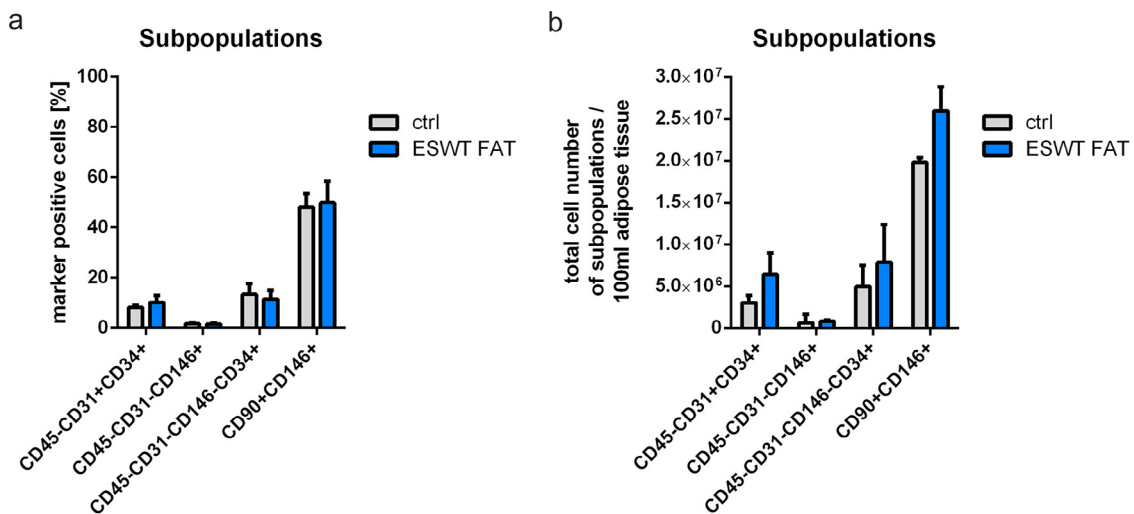 a
Subpopulations
marker positive cells [%]
100
80
60
40
20
0
CD45-CD31+CD34+
CD45-CD31-CD146+
CD45-CD31-CD146-CD34+
CD90+CD146+
ctrl
ESWT FAT
b
Subpopulations
total cell number
of subpopulations /
100ml adipose tissue
3.0×10⁷
2.5×10⁷
2.0×10⁷
1.5×10⁷
1.0×10⁷
5.0×10⁶
0
CD45-CD31+CD34+
CD45-CD31-CD146+
CD45-CD31-CD146-CD34+
CD90+CD146+
ctrl
ESWT FAT